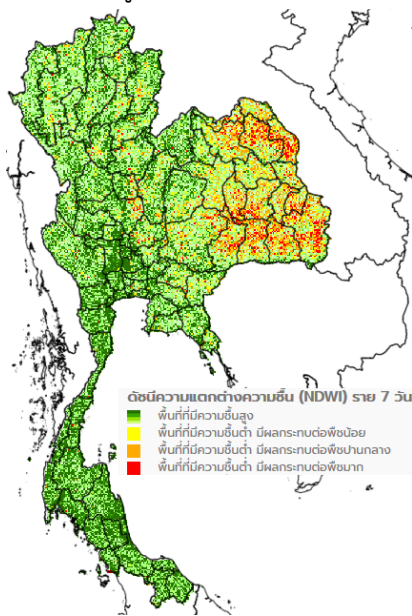 ดัชนีความแตกต่างความชื้น (NDWI) ราย 7 วัน
พื้นที่ที่มีความชื้นสูง
พื้นที่ที่มีความชื้นต่ำ มีผลกระทบต่อพืชน้อย
พื้นที่ที่มีความชื้นต่ำ มีผลกระทบต่อพืชปานกลาง
พื้นที่ที่มีความชื้นต่ำ มีผลกระทบต่อพืชมาก